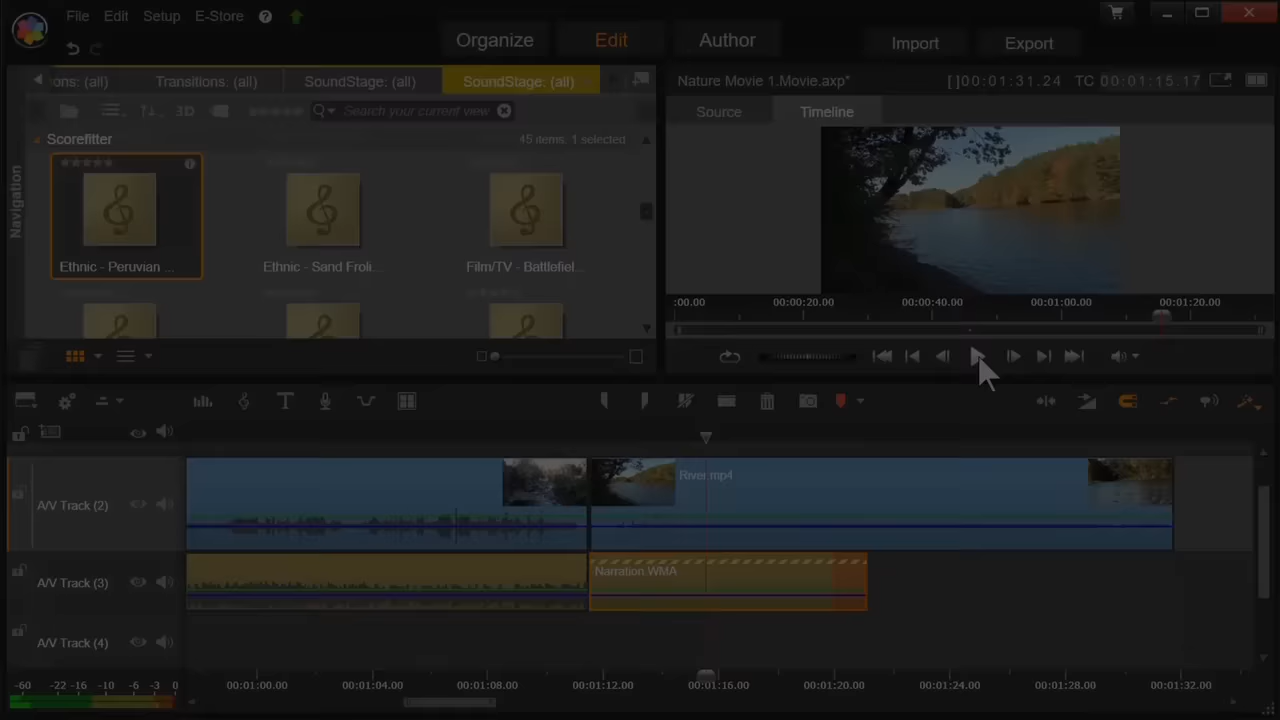 File Edit Setup E-Store ?
Organize Edit Author Import Export
ons: (all) Transitions: (all) SoundStage: (all) SoundStage: (all)
Nature Movie 1.Movie.axp* [ ]00:01:31.24 TC 00:01:15.17
3D Search your current view
Source Timeline
Scorefitter 45 items, 1 selected
Navigation
Ethnic - Peruvian ... Ethnic - Sand Froli... Film/TV - Battlefiel...
:00.00 00:00:20.00 00:00:40.00 00:01:00.00 00:01:20.00
A/V Track (2) River.mp4
A/V Track (3) Narration WMA
A/V Track (4)
-60 -22 -16 -10 -6 -3 0 00:01:00.00 00:01:04.00 00:01:08.00 00:01:12.00 00:01:16.00 00:01:20.00 00:01:24.00 00:01:28.00 00:01:32.00